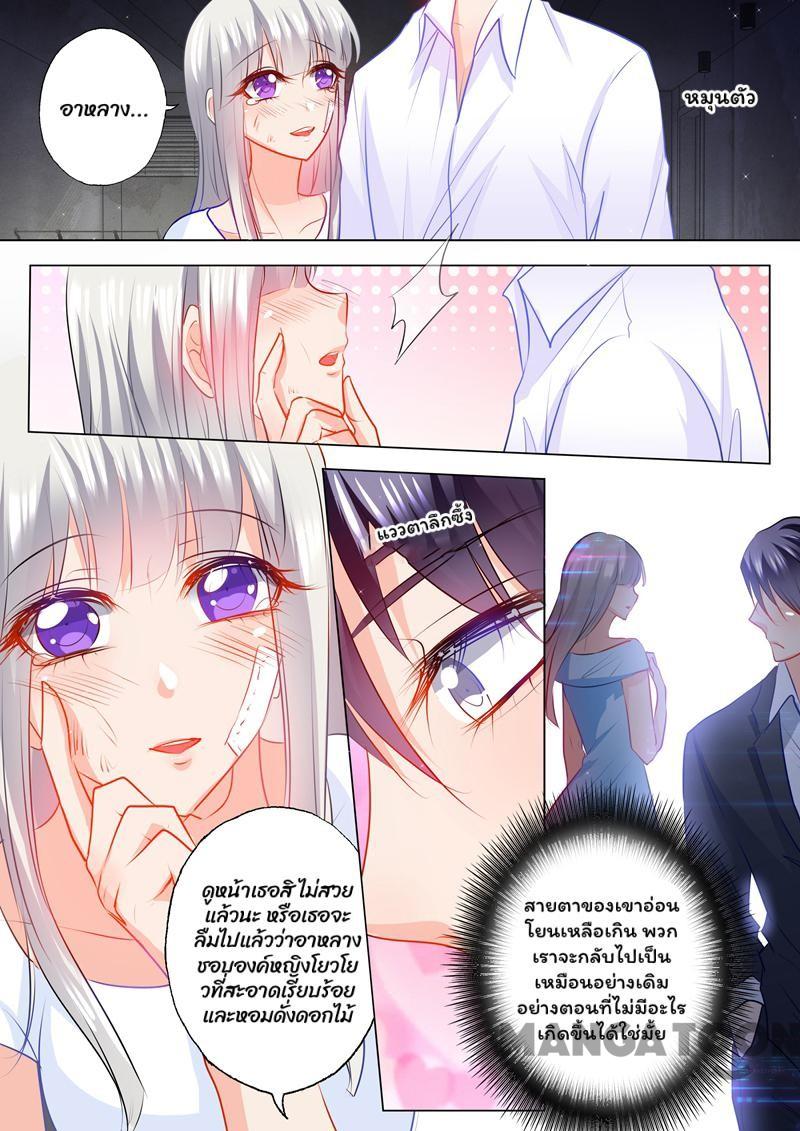 อาหลาง...
หมุนตัว
แววตาลึกซึ้ง
ดูหน้าเธอสิ ไม่สวย
แล้วนะ หรือเธอจะ
ลืมไปแล้วว่าอาหลาง
ชอบองค์หญิงโยวโย
วที่สะอาดเรียบร้อย
และหอมดั่งดอกไม้
สายตาของเขาอ่อน
โยนเหลือเกิน พวก
เราจะกลับไปเป็น
เหมือนอย่างเดิม
อย่างตอนที่ไม่มีอะไร
เกิดขึ้นได้ใช่มั้ย
MANGA TOON